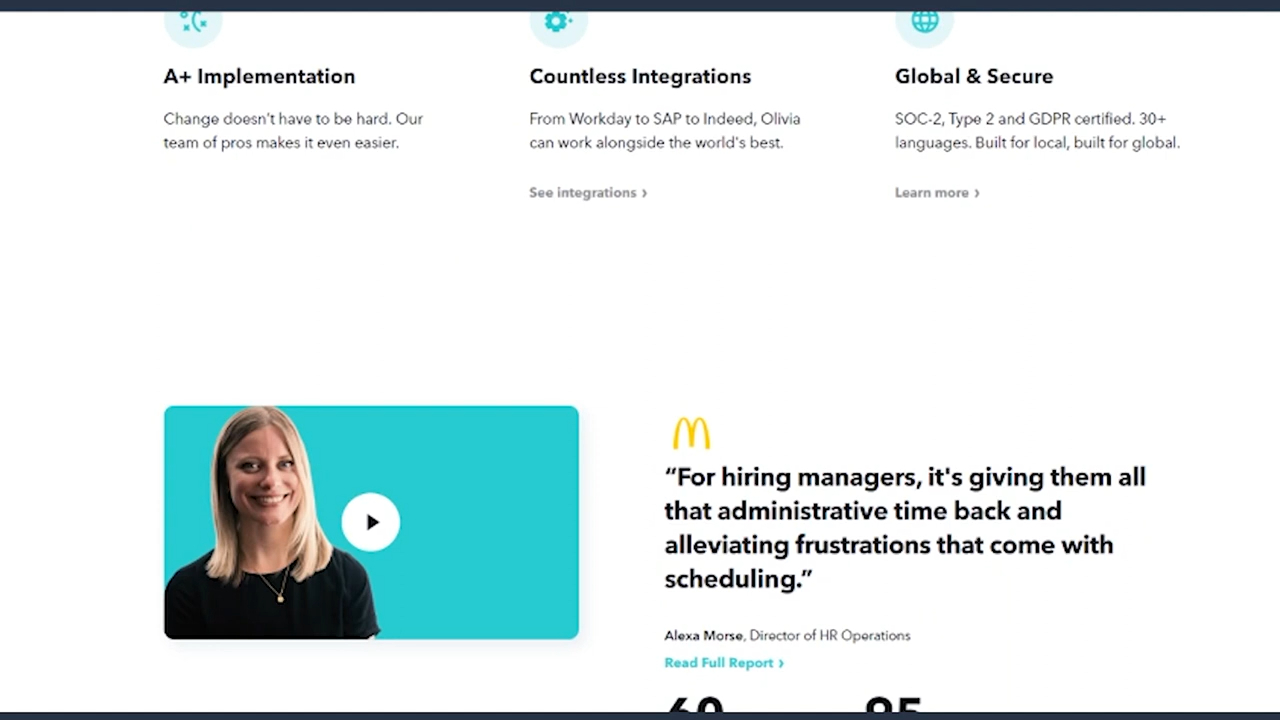 A+ Implementation
Change doesn't have to be hard. Our
team of pros makes it even easier.
Countless Integrations
From Workday to SAP to Indeed, Olivia
can work alongside the world's best.
See integrations ›
Global & Secure
SOC-2, Type 2 and GDPR certified. 30+
languages. Built for local, built for global.
Learn more ›
“For hiring managers, it's giving them all
that administrative time back and
alleviating frustrations that come with
scheduling.”
Alexa Morse, Director of HR Operations
Read Full Report ›